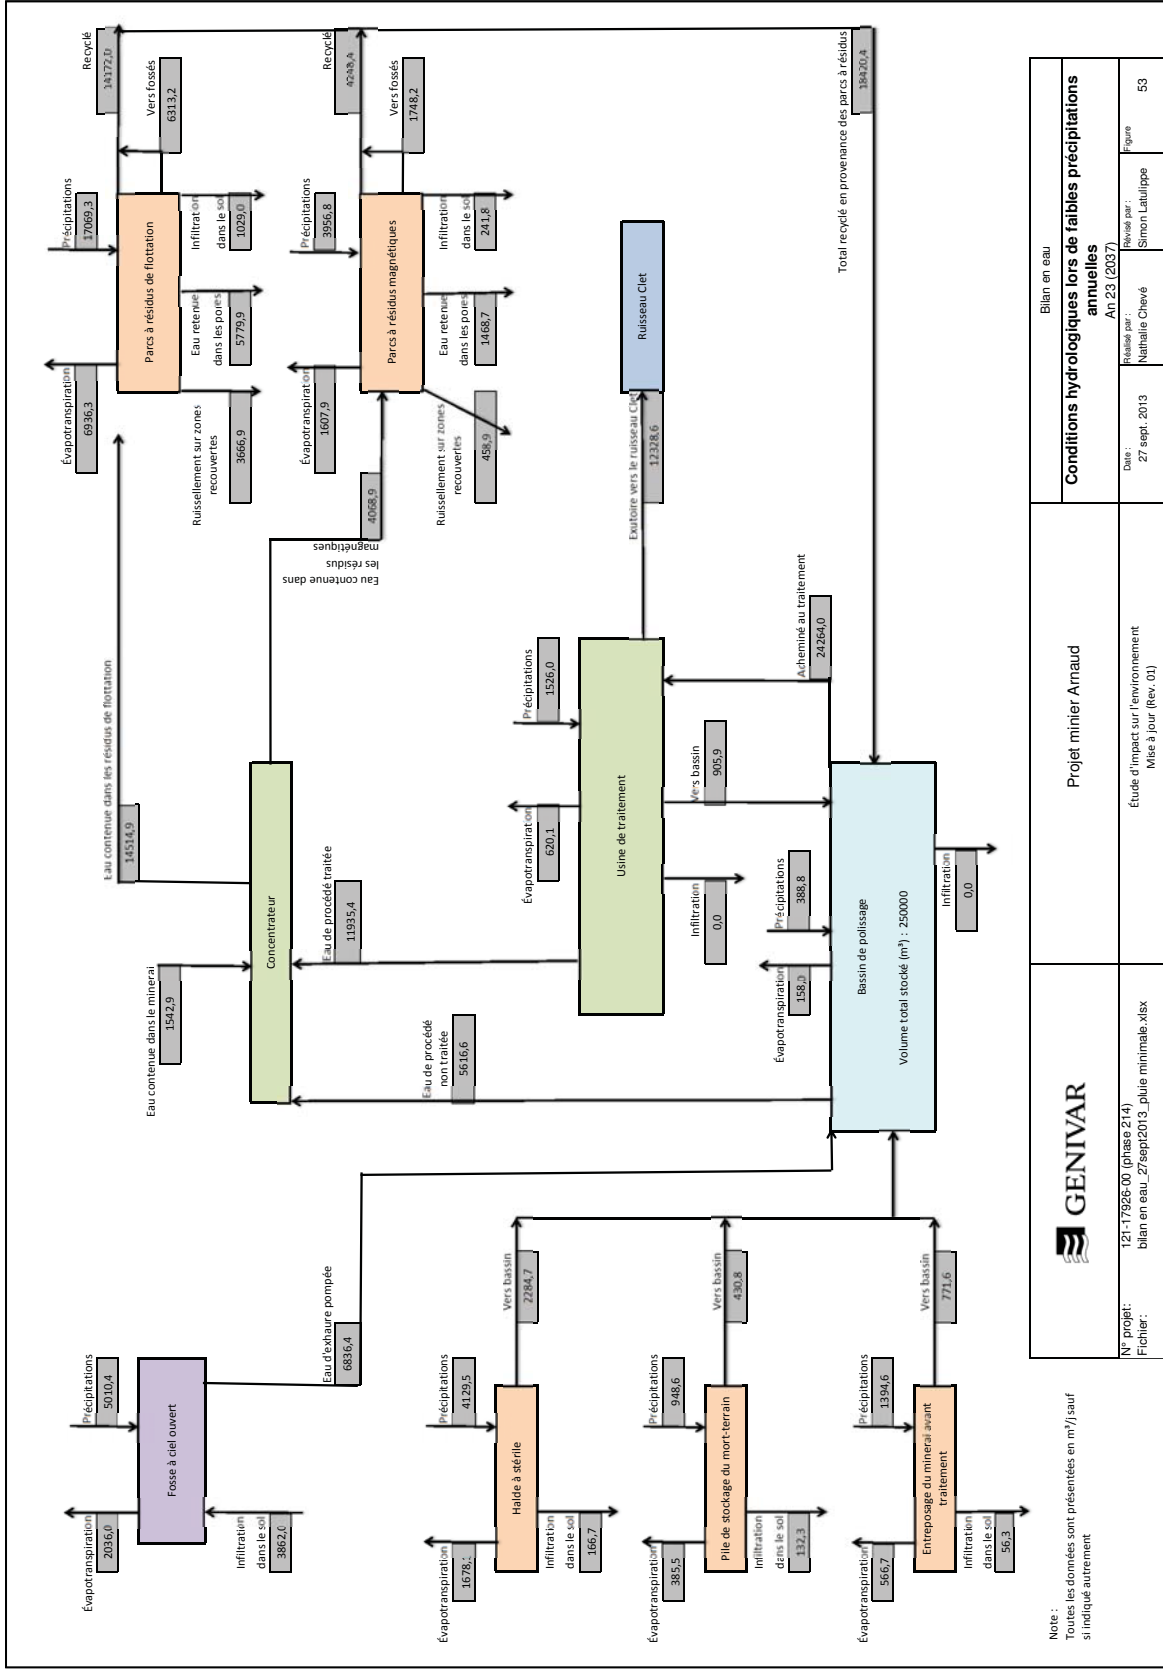 Évapotranspiration
2036,0
Précipitations
5010,4
Fosse à ciel ouvert
Infiltration
dans le sol
3862,0
Eau d'exhaure pompée
6836,4
Évapotranspiration
Précipitations
4129,5
Halde à stérile
Infiltration
dans le sol
166,7
Vers bassin
2284,7
Évapotranspiration
385,5
Précipitations
948,6
Pile de stockage du mort-terrain
Infiltration
dans le sol
132,3
Vers bassin
430,8
Évapotranspiration
566,7
Précipitations
1394,6
Entreposage du minerai avant
traitement
Infiltration
dans le sol
56,3
Vers bassin
771,6
Eau contenue dans le minerai
1542,9
Concentrateur
Eau contenue dans les résidus de flottation
14514,9
Eau de procédé
non traitée
5616,6
Eau de procédé traitée
11935,4
Eau contenue dans
les résidus
magnétiques
4068,9
Évapotranspiration
620,1
Précipitations
1526,0
Usine de traitement
Infiltration
0,0
Vers bassin
905,9
Acheminé au traitement
24264,0
Exutoire vers le ruisseau Clet
12328,6
Ruisseau Clet
Évapotranspiration
158,0
Précipitations
388,8
Bassin de polissage
Volume total stocké (m³) : 250000
Infiltration
0,0
Évapotranspiration
6936,3
Précipitations
17069,3
Parcs à résidus de flottation
Recyclé
14172,0
Vers fossés
6313,2
Ruissellement sur zones
recouvertes
3666,9
Eau retenue
dans les pores
5779,9
Infiltration
dans le sol
1029,0
Évapotranspiration
1607,9
Précipitations
3956,8
Parcs à résidus magnétiques
Recyclé
4248,4
Vers fossés
1748,2
Ruissellement sur zones
recouvertes
458,9
Eau retenue
dans les pores
1468,7
Infiltration
dans le sol
241,8
Total recyclé en provenance des parcs à résidus
18420,4
Note :
Toutes les données sont présentées en m³/j sauf
si indiqué autrement
GENIVAR
N° projet: 121-17926-00 (phase 214)
Fichier: bilan en eau_27sept2013_pluie minimale.xlsx
Projet minier Arnaud
Étude d'impact sur l'environnement
Mise à jour (Rev. 01)
Bilan en eau
Conditions hydrologiques lors de faibles précipitations
annuelles
An 23 (2037)
Date :
27 sept. 2013
Réalisé par :
Nathalie Chevé
Révisé par :
Simon Latulippe
Figure
53